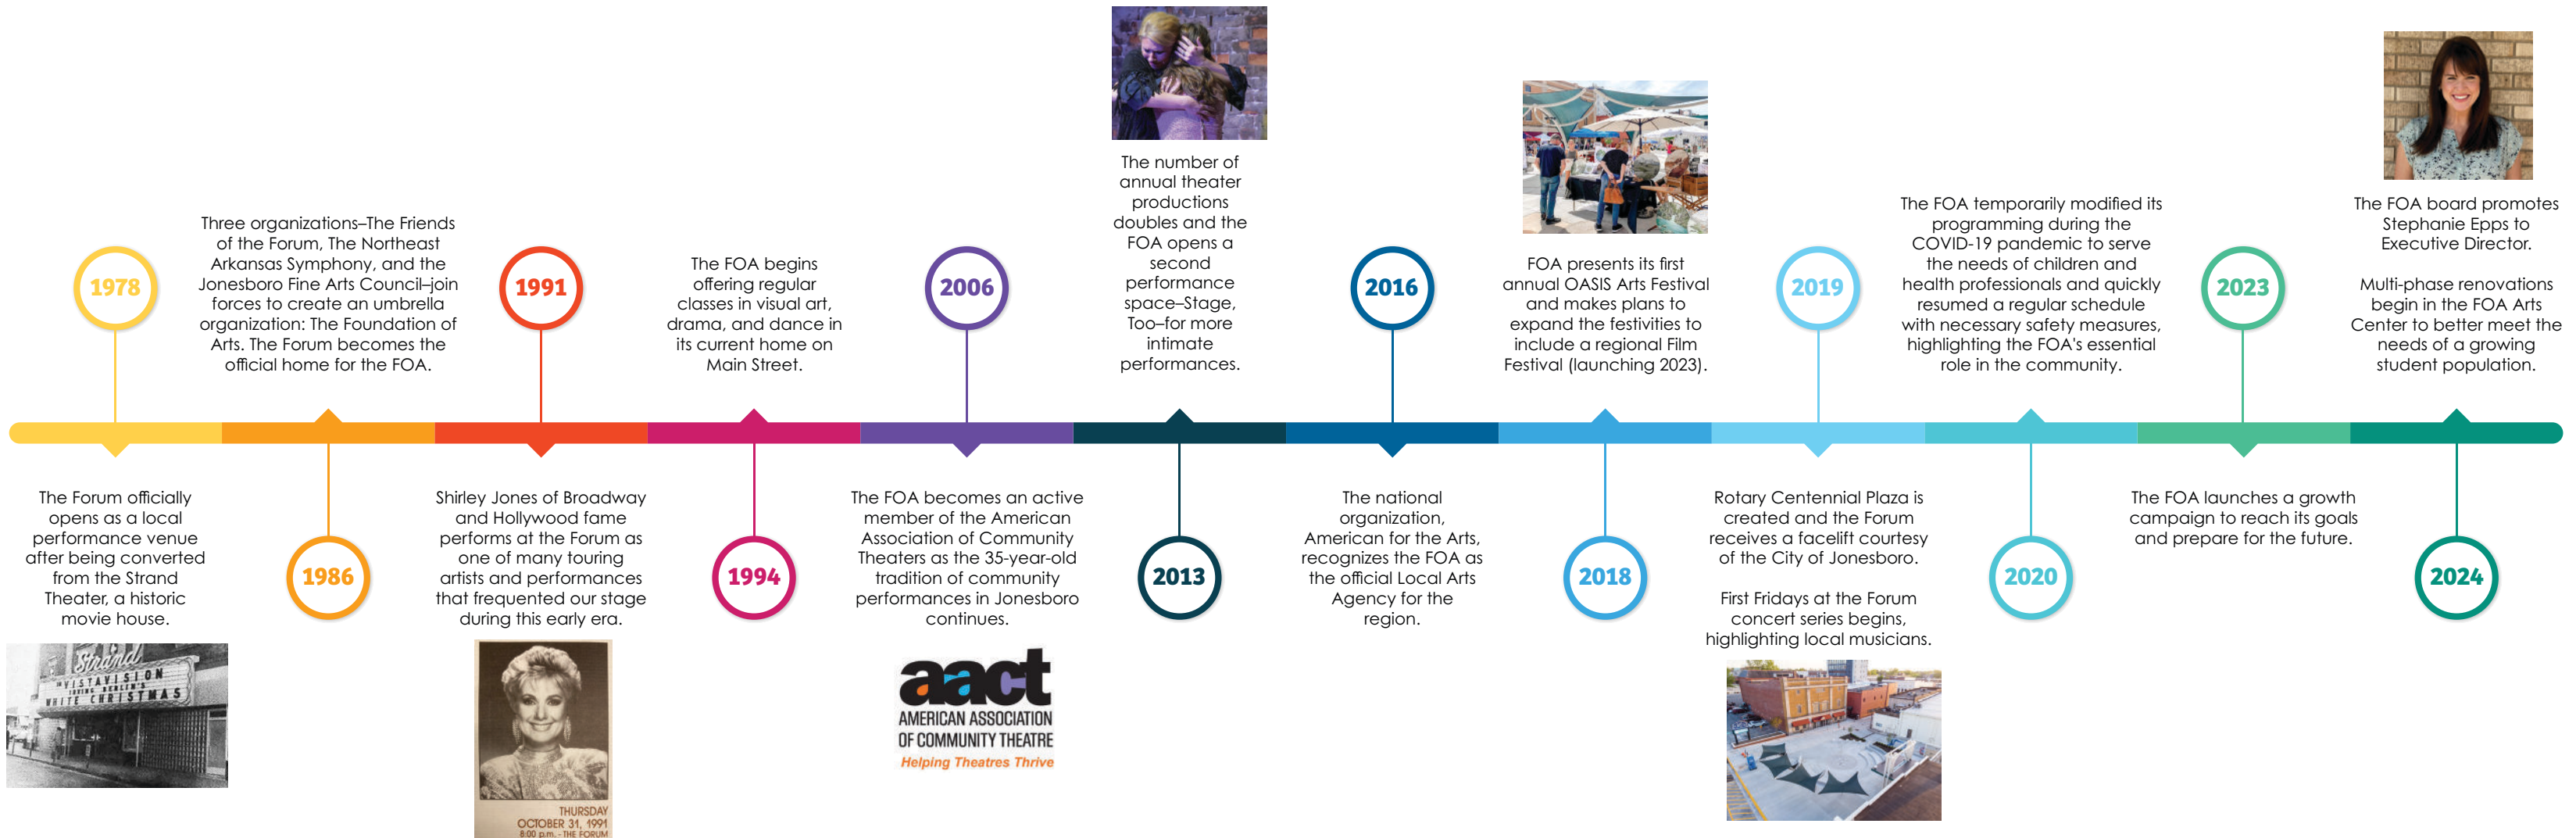 1978
The Forum officially
opens as a local
performance venue
after being converted
from the Strand
Theater, a historic
movie house.
Strand
VISTAVISION
IRVING BERLIN'S
WHITE CHRISTMAS
Three organizations–The Friends
of the Forum, The Northeast
Arkansas Symphony, and the
Jonesboro Fine Arts Council–join
forces to create an umbrella
organization: The Foundation of
Arts. The Forum becomes the
official home for the FOA.
1986
1991
Shirley Jones of Broadway
and Hollywood fame
performs at the Forum as
one of many touring
artists and performances
that frequented our stage
during this early era.
THURSDAY
OCTOBER 31, 1991
8:00 p.m. - THE FORUM
The FOA begins
offering regular
classes in visual art,
drama, and dance in
its current home on
Main Street.
1994
2006
The FOA becomes an active
member of the American
Association of Community
Theaters as the 35-year-old
tradition of community
performances in Jonesboro
continues.
aact
AMERICAN ASSOCIATION
OF COMMUNITY THEATRE
Helping Theatres Thrive
The number of
annual theater
productions
doubles and the
FOA opens a
second
performance
space–Stage,
Too–for more
intimate
performances.
2013
2016
The national
organization,
American for the Arts,
recognizes the FOA as
the official Local Arts
Agency for the
region.
FOA presents its first
annual OASIS Arts Festival
and makes plans to
expand the festivities to
include a regional Film
Festival (launching 2023).
2018
2019
Rotary Centennial Plaza is
created and the Forum
receives a facelift courtesy
of the City of Jonesboro.
First Fridays at the Forum
concert series begins,
highlighting local musicians.
The FOA temporarily modified its
programming during the
COVID-19 pandemic to serve
the needs of children and
health professionals and quickly
resumed a regular schedule
with necessary safety measures,
highlighting the FOA's essential
role in the community.
2020
2023
The FOA launches a growth
campaign to reach its goals
and prepare for the future.
The FOA board promotes
Stephanie Epps to
Executive Director.
Multi-phase renovations
begin in the FOA Arts
Center to better meet the
needs of a growing
student population.
2024